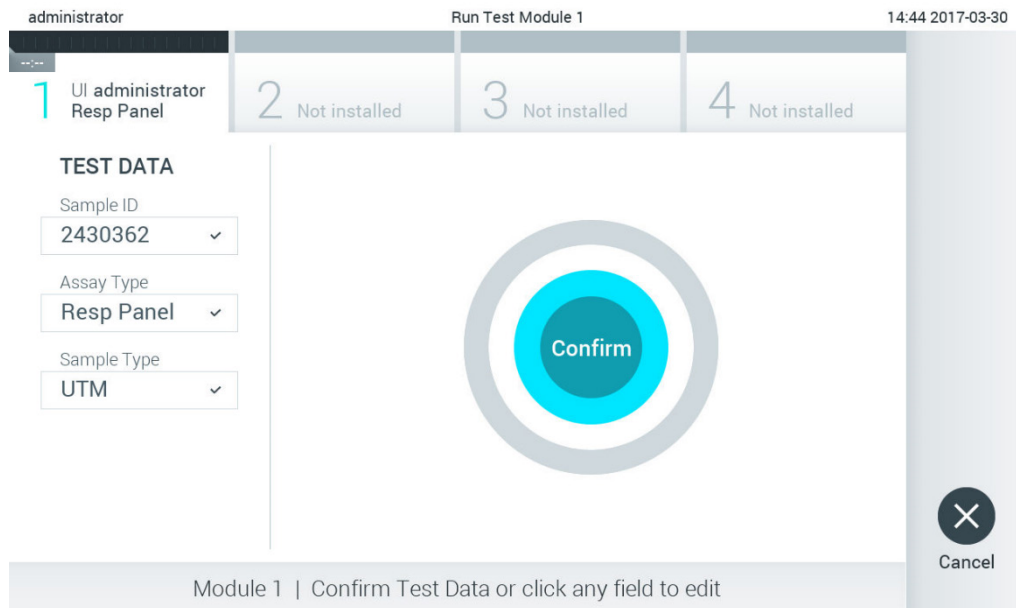 administrator Run Test Module 1 14:44 2017-03-30
--:--
1 UI administrator
Resp Panel
2 Not installed
3 Not installed
4 Not installed
TEST DATA
Sample ID
2430362
Assay Type
Resp Panel
Sample Type
UTM
Confirm
Cancel
Module 1 | Confirm Test Data or click any field to edit